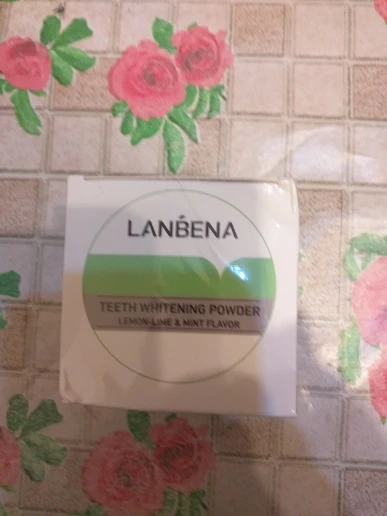 LANBENA
TEETH WHITENING POWDER
LEMON-LIME & MINT FLAVOR